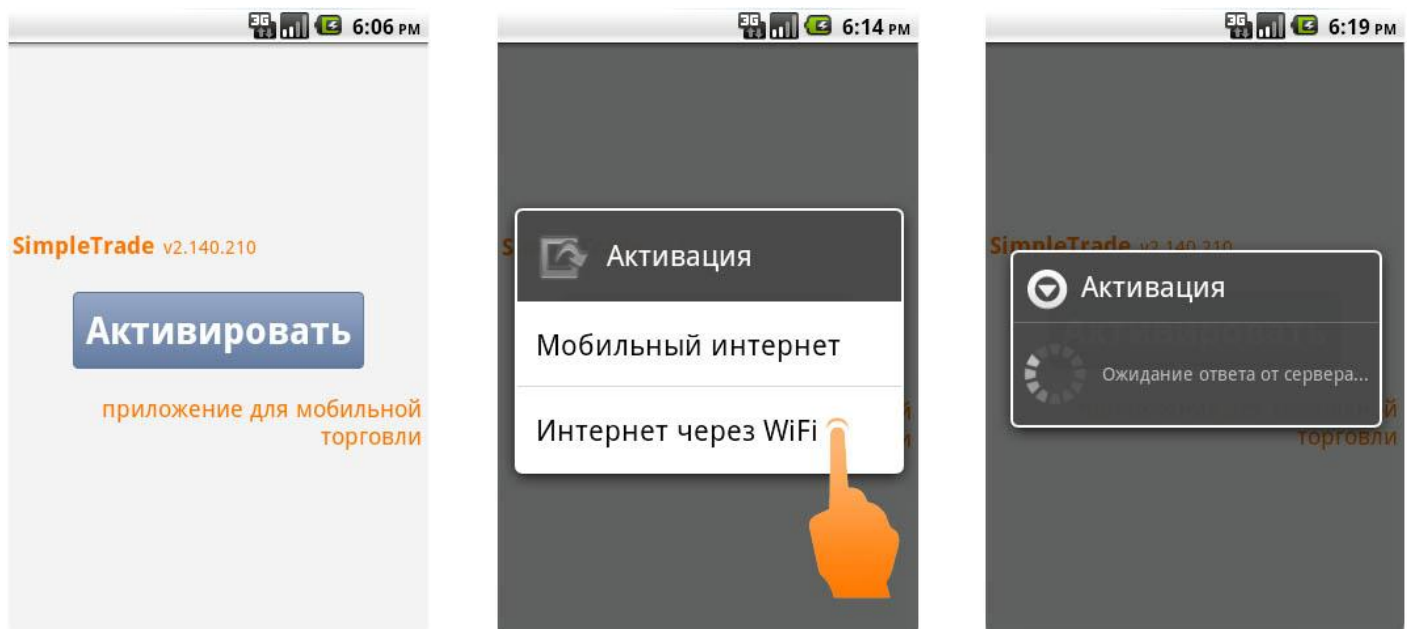 6:06 PM
SimpleTrade v2.140.210
Активировать
приложение для мобильной
торговли
6:14 PM
Активация
Мобильный интернет
Интернет через WiFi
6:19 PM
SimpleTrade v2.140.210
Активация
Активировать
Ожидание ответа от сервера...
торговли